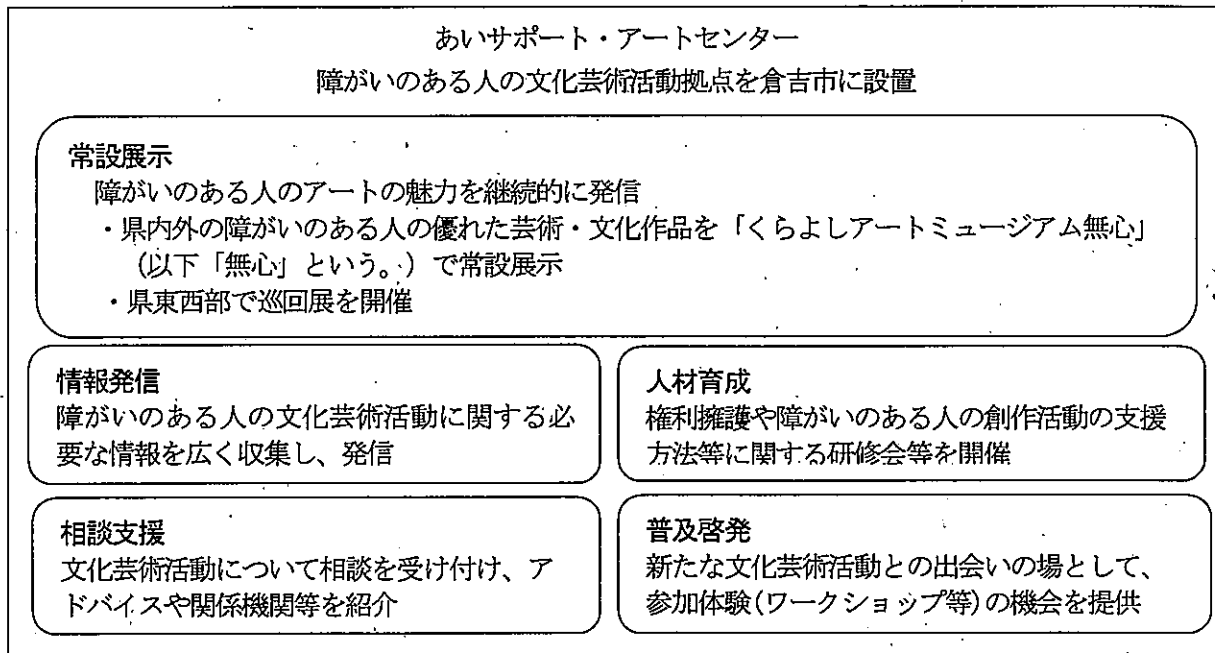 あいサポート・アートセンター
障がいのある人の文化芸術活動拠点を倉吉市に設置
常設展示
障がいのある人のアートの魅力を継続的に発信
・県内外の障がいのある人の優れた芸術・文化作品を「くらよしアートミュージアム無心」
（以下「無心」という。）で常設展示
・県東西部で巡回展を開催
情報発信
障がいのある人の文化芸術活動に関する必
要な情報を広く収集し、発信
人材育成
権利擁護や障がいのある人の創作活動の支援
方法等に関する研修会等を開催
相談支援
文化芸術活動について相談を受け付け、ア
ドバイスや関係機関等を紹介
普及啓発
新たな文化芸術活動との出会いの場として、
参加体験(ワークショップ等)の機会を提供